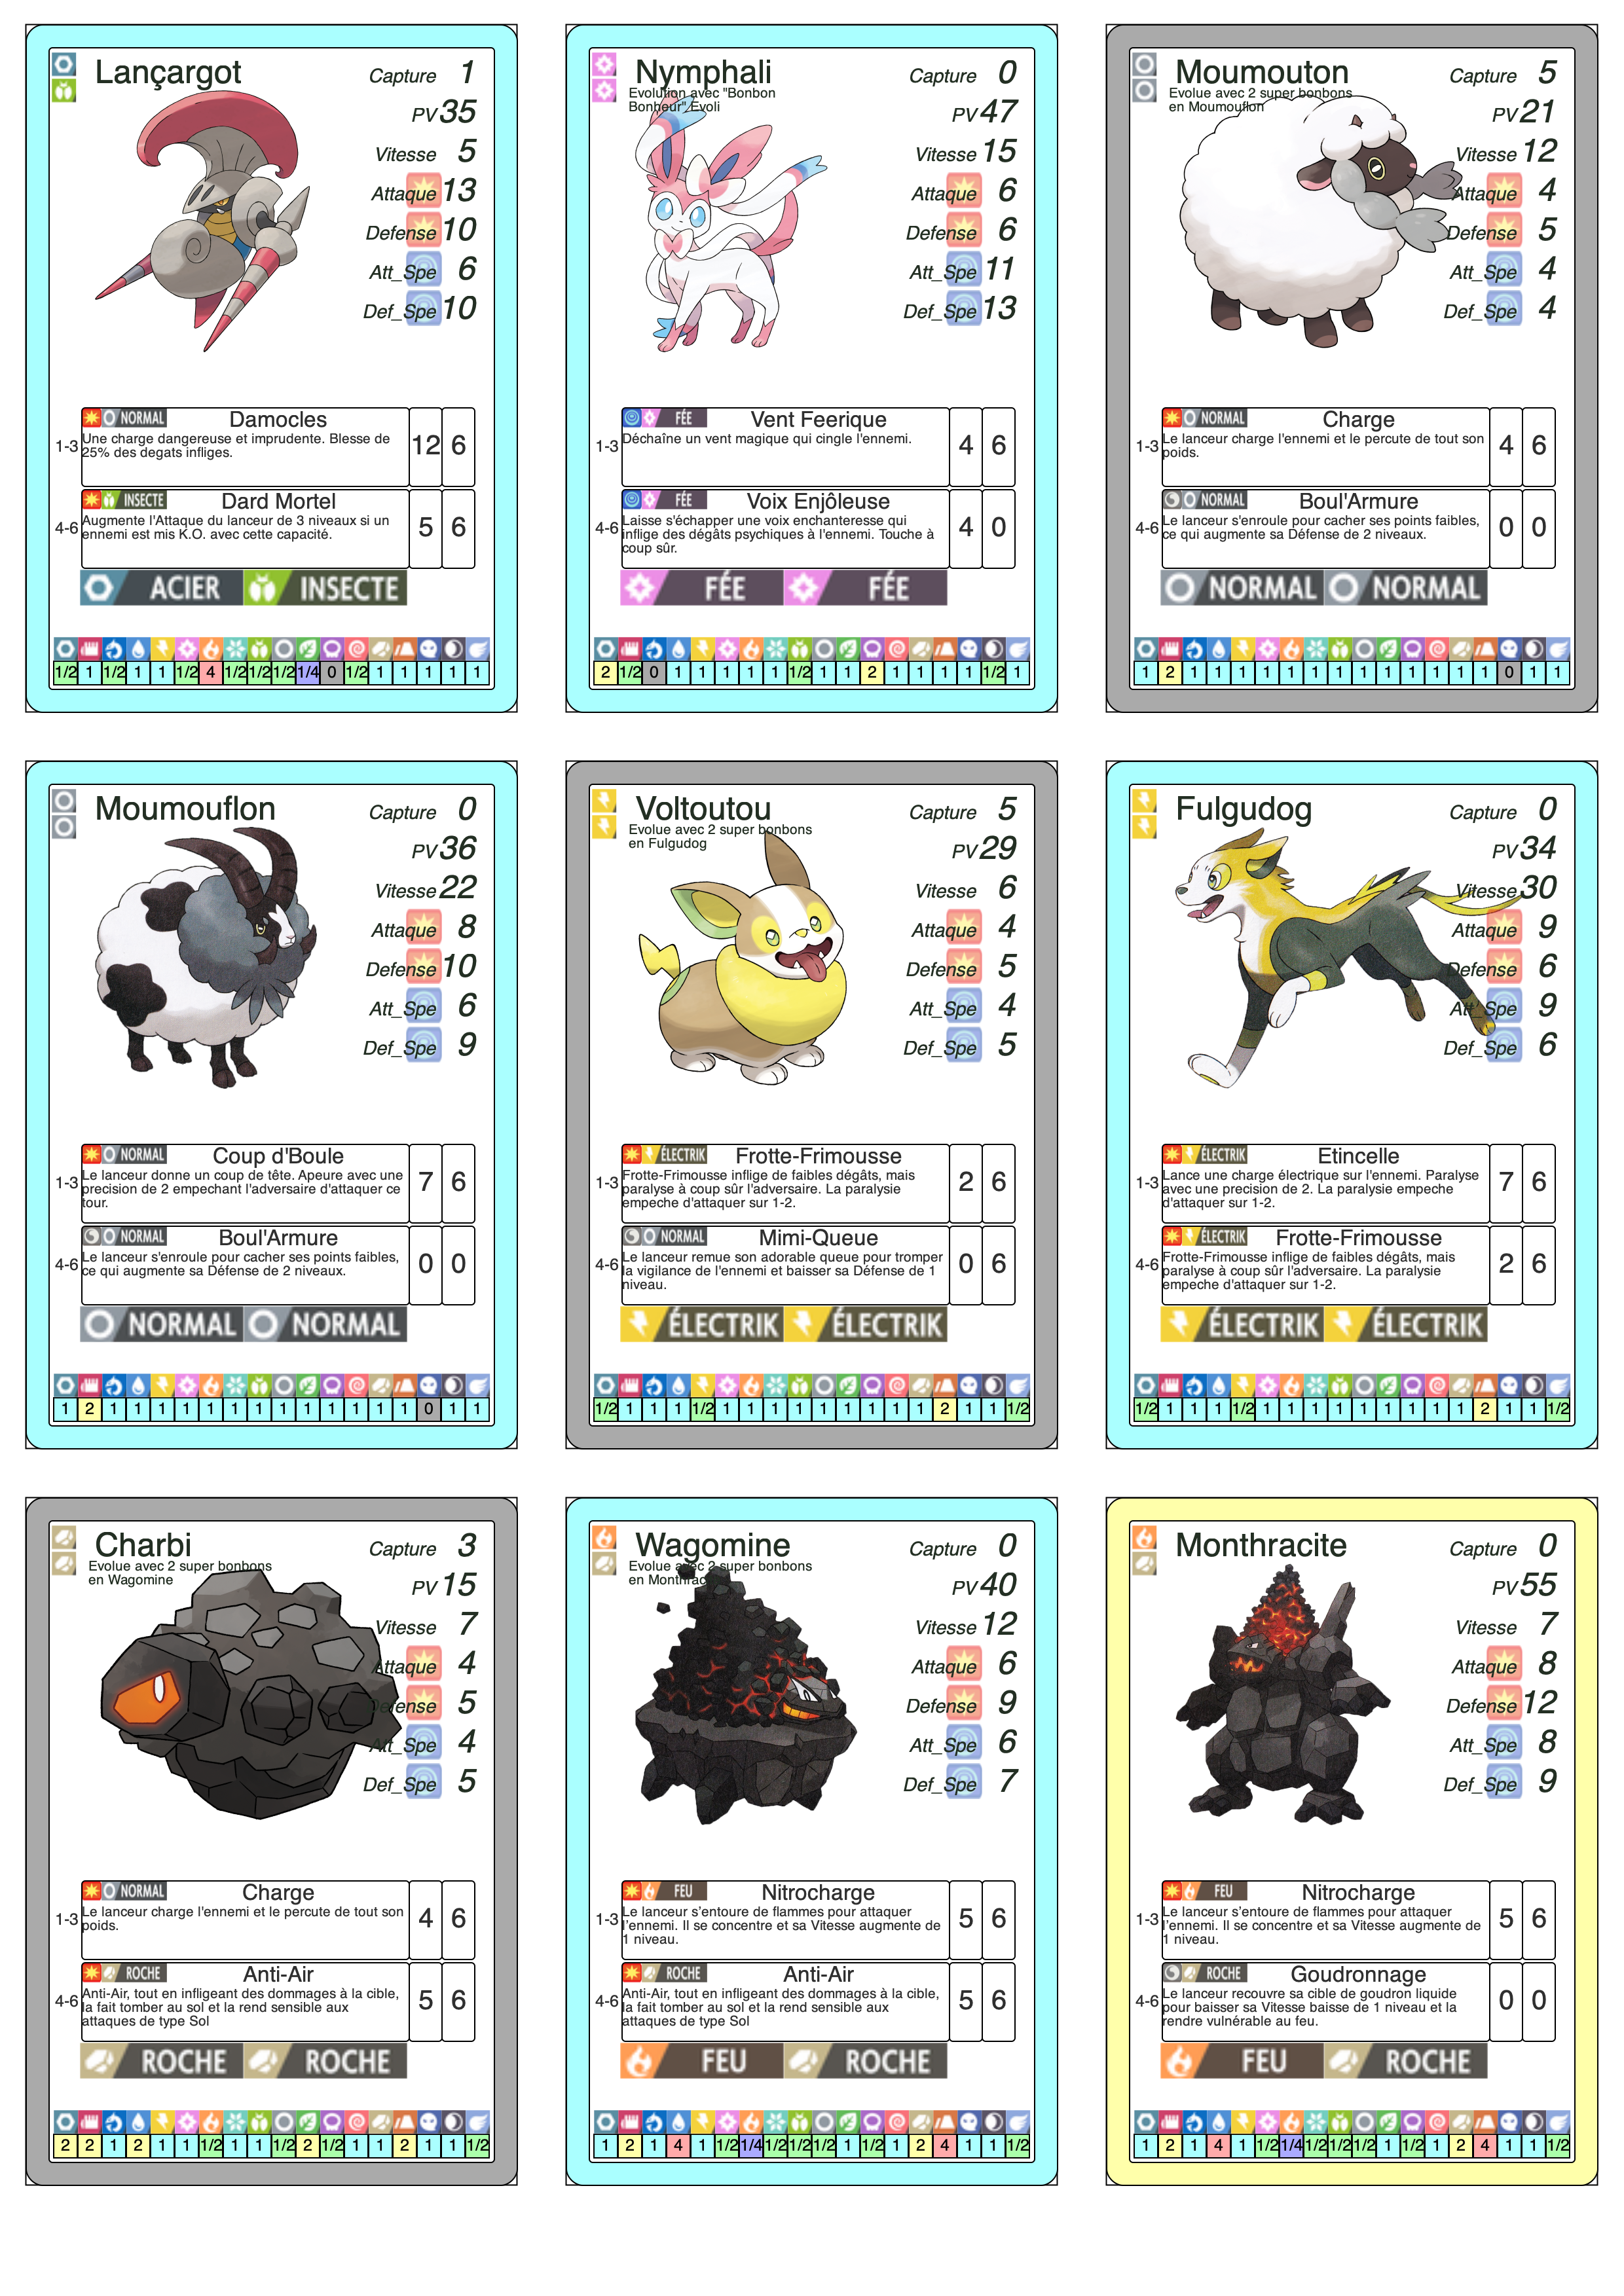 Lançargot
Capture 1
PV 35
Vitesse 5
Attaque 13
Defense 10
Att_Spe 6
Def_Spe 10
NORMAL Damocles
1-3 Une charge dangereuse et imprudente. Blesse de
25% des degats infliges.
12 6
INSECTE Dard Mortel
4-6 Augmente l'Attaque du lanceur de 3 niveaux si un
ennemi est mis K.O. avec cette capacité.
5 6
ACIER INSECTE
1/2 1 1/2 1 1 1/2 4 1/2 1/2 1/2 1/4 0 1/2 1 1 1 1 1
Nymphali
Evolution avec "Bonbon
Bonheur" Evoli
Capture 0
PV 47
Vitesse 15
Attaque 6
Defense 6
Att_Spe 11
Def_Spe 13
FÉE Vent Feerique
1-3 Déchaîne un vent magique qui cingle l'ennemi.
4 6
FÉE Voix Enjôleuse
4-6 Laisse s'échapper une voix enchanteresse qui
inflige des dégâts psychiques à l'ennemi. Touche à
coup sûr.
4 0
FÉE FÉE
2 1/2 0 1 1 1 1 1 1/2 1 1 2 1 1 1 1 1/2 1
Moumouton
Evolue avec 2 super bonbons
en Moumouflon
Capture 5
PV 21
Vitesse 12
Attaque 4
Defense 5
Att_Spe 4
Def_Spe 4
NORMAL Charge
1-3 Le lanceur charge l'ennemi et le percute de tout son
poids.
4 6
NORMAL Boul'Armure
4-6 Le lanceur s'enroule pour cacher ses points faibles,
ce qui augmente sa Défense de 2 niveaux.
0 0
NORMAL NORMAL
1 2 1 1 1 1 1 1 1 1 1 1 1 1 1 0 1 1
Moumouflon
Capture 0
PV 36
Vitesse 22
Attaque 8
Defense 10
Att_Spe 6
Def_Spe 9
NORMAL Coup d'Boule
1-3 Le lanceur donne un coup de tête. Apeure avec une
precision de 2 empechant l'adversaire d'attaquer ce
tour.
7 6
NORMAL Boul'Armure
4-6 Le lanceur s'enroule pour cacher ses points faibles,
ce qui augmente sa Défense de 2 niveaux.
0 0
NORMAL NORMAL
1 2 1 1 1 1 1 1 1 1 1 1 1 1 1 0 1 1
Voltoutou
Evolue avec 2 super bonbons
en Fulgudog
Capture 5
PV 29
Vitesse 6
Attaque 4
Defense 5
Att_Spe 4
Def_Spe 5
ÉLECTRIK Frotte-Frimousse
1-3 Frotte-Frimousse inflige de faibles dégâts, mais
paralyse à coup sûr l'adversaire. La paralysie
empeche d'attaquer sur 1-2.
2 6
NORMAL Mimi-Queue
4-6 Le lanceur remue son adorable queue pour tromper
la vigilance de l'ennemi et baisser sa Défense de 1
niveau.
0 6
ÉLECTRIK ÉLECTRIK
1/2 1 1 1 1/2 1 1 1 1 1 1 1 1 1 2 1 1 1/2
Fulgudog
Capture 0
PV 34
Vitesse 30
Attaque 9
Defense 6
Att_Spe 9
Def_Spe 6
ÉLECTRIK Etincelle
1-3 Lance une charge électrique sur l'ennemi. Paralyse
avec une precision de 2. La paralysie empeche
d'attaquer sur 1-2.
7 6
ÉLECTRIK Frotte-Frimousse
4-6 Frotte-Frimousse inflige de faibles dégâts, mais
paralyse à coup sûr l'adversaire. La paralysie
empeche d'attaquer sur 1-2.
2 6
ÉLECTRIK ÉLECTRIK
1/2 1 1 1 1/2 1 1 1 1 1 1 1 1 1 2 1 1 1/2
Charbi
Evolue avec 2 super bonbons
en Wagomine
Capture 3
PV 15
Vitesse 7
Attaque 4
Defense 5
Att_Spe 4
Def_Spe 5
NORMAL Charge
1-3 Le lanceur charge l'ennemi et le percute de tout son
poids.
4 6
ROCHE Anti-Air
4-6 Anti-Air, tout en infligeant des dommages à la cible,
la fait tomber au sol et la rend sensible aux
attaques de type Sol
5 6
ROCHE ROCHE
2 2 1 2 1 1 1/2 1 1 1/2 2 1/2 1 1 2 1 1 1/2
Wagomine
Evolue avec 2 super bonbons
en Monthracite
Capture 0
PV 40
Vitesse 12
Attaque 6
Defense 9
Att_Spe 6
Def_Spe 7
FEU Nitrocharge
1-3 Le lanceur s'entoure de flammes pour attaquer
l'ennemi. Il se concentre et sa Vitesse augmente de
1 niveau.
5 6
ROCHE Anti-Air
4-6 Anti-Air, tout en infligeant des dommages à la cible,
la fait tomber au sol et la rend sensible aux
attaques de type Sol
5 6
FEU ROCHE
1 2 1 4 1 1/2 1/4 1/2 1/2 1/2 1 1/2 1 2 4 1 1 1/2
Monthracite
Capture 0
PV 55
Vitesse 7
Attaque 8
Defense 12
Att_Spe 8
Def_Spe 9
FEU Nitrocharge
1-3 Le lanceur s'entoure de flammes pour attaquer
l'ennemi. Il se concentre et sa Vitesse augmente de
1 niveau.
5 6
ROCHE Goudronnage
4-6 Le lanceur recouvre sa cible de goudron liquide
pour baisser sa Vitesse baisse de 1 niveau et la
rendre vulnérable au feu.
0 0
FEU ROCHE
1 2 1 4 1 1/2 1/4 1/2 1/2 1/2 1 1/2 1 2 4 1 1 1/2